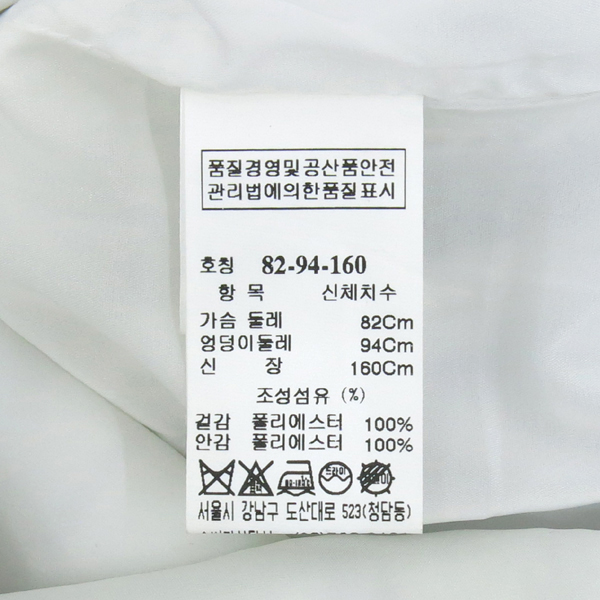 품질경영및공산품안전
관리법에의한품질표시
호칭 82-94-160
항 목 신체치수
가슴 둘레 82Cm
엉덩이둘레 94Cm
신 장 160Cm
조성섬유 (%)
겉감 폴리에스터 100%
안감 폴리에스터 100%
드라이
서울시 강남구 도산대로 523(청담동)